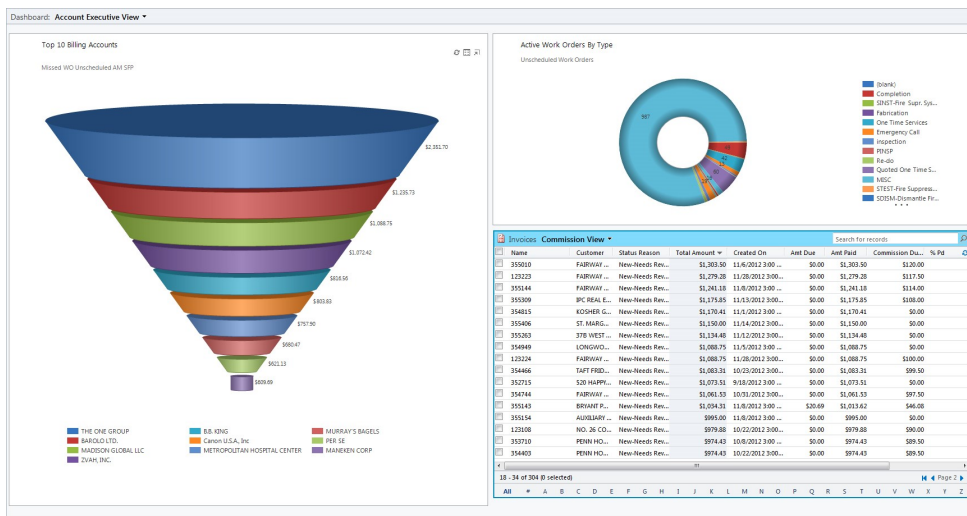 Dashboard: Account Executive View
Top 10 Billing Accounts
Missed WO Unscheduled AM SFP
$2,351.70
$1,235.73
$1,088.75
$1,072.42
$816.56
$803.83
$757.90
$680.47
$621.13
$609.69
THE ONE GROUP
B.B. KING
MURRAY'S BAGELS
BAROLO LTD.
Canon U.S.A, Inc
PER SE
MADISON GLOBAL LLC
METROPOLITAN HOSPITAL CENTER
MANEKEN CORP
ZVAH, INC.
Active Work Orders By Type
Unscheduled Work Orders
987
42
(blank)
Completion
SINST-Fire Supr. Sys...
Fabrication
One Time Services
Emergency Call
Inspection
PINSP
Re-do
Quoted One Time S...
MISC
STEST-Fire Suppress...
SDISM-Dismantle Fir...
Invoices Commission View Search for records
Name Customer Status Reason Total Amount Created On Amt Due Amt Paid Commission Du... % Pd
355010 FAIRWAY ... New-Needs Rev... $1,303.50 11/6/2012 3:00 ... $0.00 $1,303.50 $120.00
123223 FAIRWAY ... New-Needs Rev... $1,279.28 11/28/2012 3:00... $0.00 $1,279.28 $117.50
355144 FAIRWAY ... New-Needs Rev... $1,241.18 11/8/2012 3:00 ... $0.00 $1,241.18 $114.00
355309 IPC REAL E... New-Needs Rev... $1,175.85 11/13/2012 3:00... $0.00 $1,175.85 $108.00
354815 KOSHER G... New-Needs Rev... $1,170.41 11/1/2012 3:00 ... $0.00 $1,170.41 $0.00
355406 ST. MARG... New-Needs Rev... $1,150.00 11/14/2012 3:00... $0.00 $1,150.00 $0.00
355263 37B WEST ... New-Needs Rev... $1,134.48 11/12/2012 3:00... $0.00 $1,134.48 $0.00
354949 LONGWO... New-Needs Rev... $1,088.75 11/5/2012 3:00 ... $0.00 $1,088.75 $0.00
123224 FAIRWAY ... New-Needs Rev... $1,088.75 11/28/2012 3:00... $0.00 $1,088.75 $100.00
354466 TAFT FRID... New-Needs Rev... $1,083.31 10/23/2012 3:00... $0.00 $1,083.31 $99.50
352715 520 HAPPY... New-Needs Rev... $1,073.51 9/18/2012 3:00 ... $0.00 $1,073.51 $0.00
354744 FAIRWAY ... New-Needs Rev... $1,061.53 10/31/2012 3:00... $0.00 $1,061.53 $97.50
355143 BRYANT P... New-Needs Rev... $1,034.31 11/8/2012 3:00 ... $20.69 $1,013.62 $46.08
355154 AUXILIARY ... New-Needs Rev... $995.00 11/8/2012 3:00 ... $0.00 $995.00 $0.00
123108 NO. 26 CO... New-Needs Rev... $979.88 10/22/2012 3:00... $0.00 $979.88 $90.00
353710 PENN HO... New-Needs Rev... $974.43 10/8/2012 3:00 ... $0.00 $974.43 $89.50
354403 PENN HO... New-Needs Rev... $974.43 10/22/2012 3:00... $0.00 $974.43 $89.50
18 - 34 of 304 (0 selected) Page 2
All # A B C D E F G H I J K L M N O P Q R S T U V W X Y Z